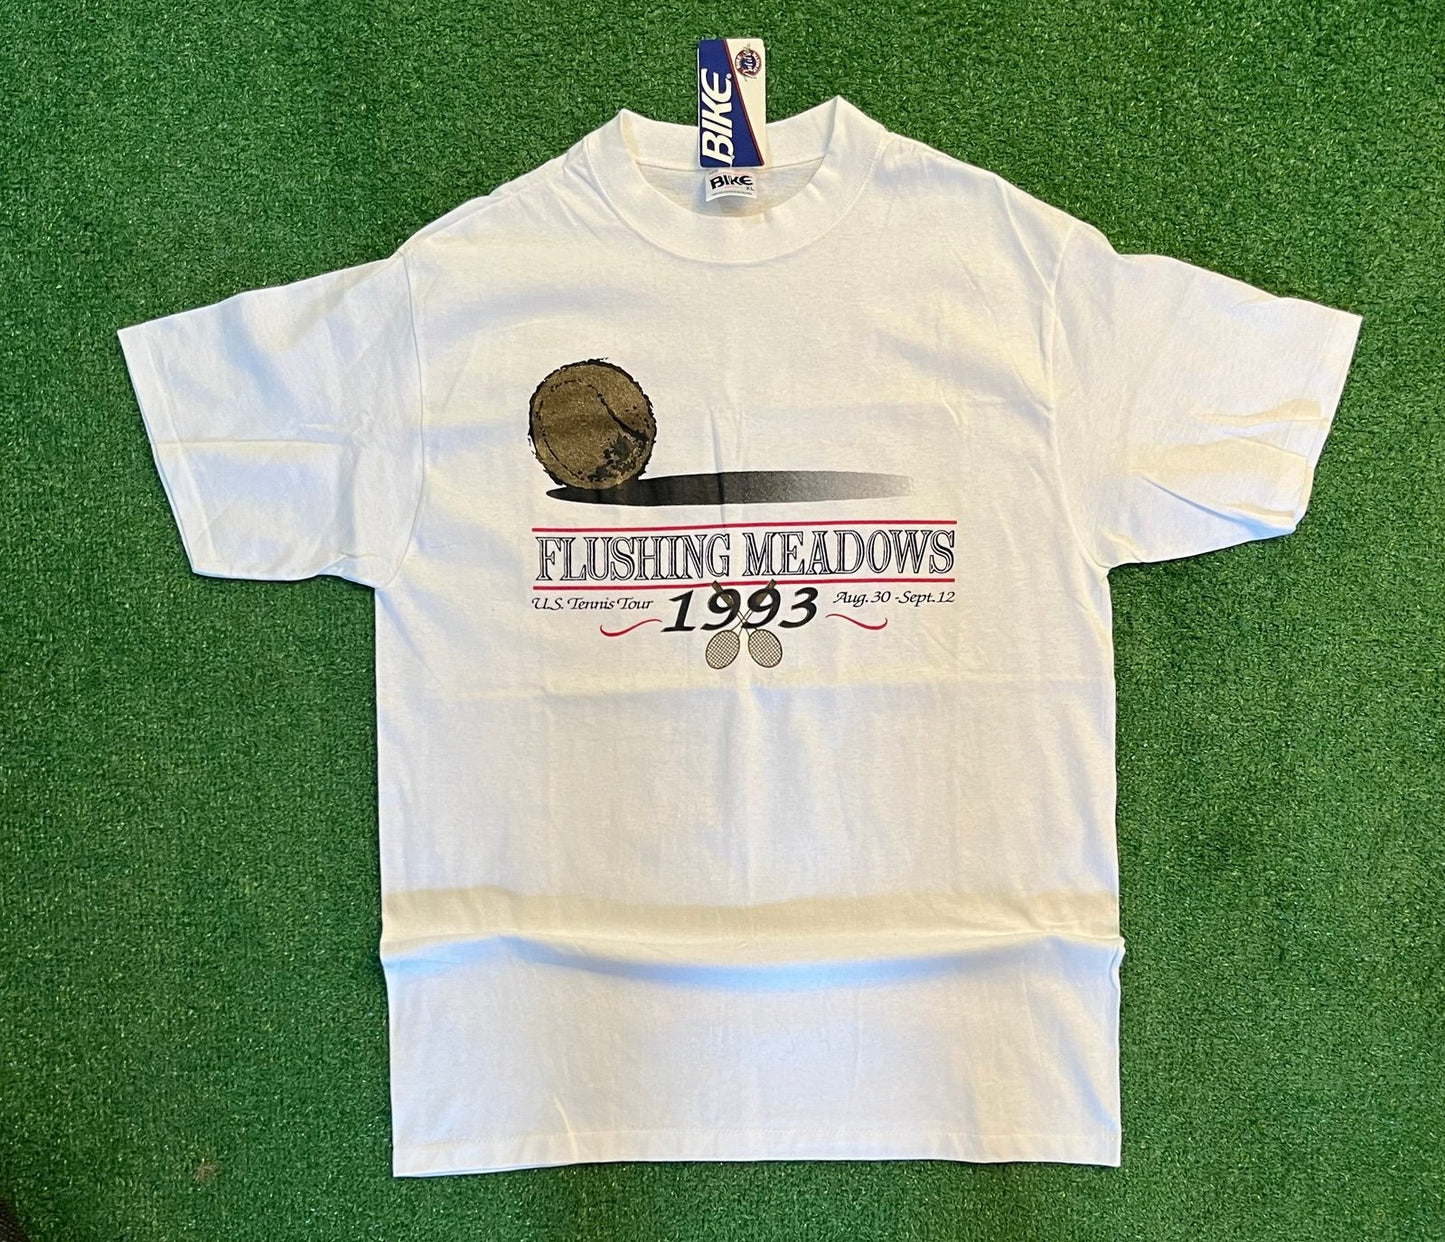 BIKE®
BIKE
XL
FLUSHING MEADOWS
U.S. Tennis Tour 1993 Aug. 30 - Sept. 12